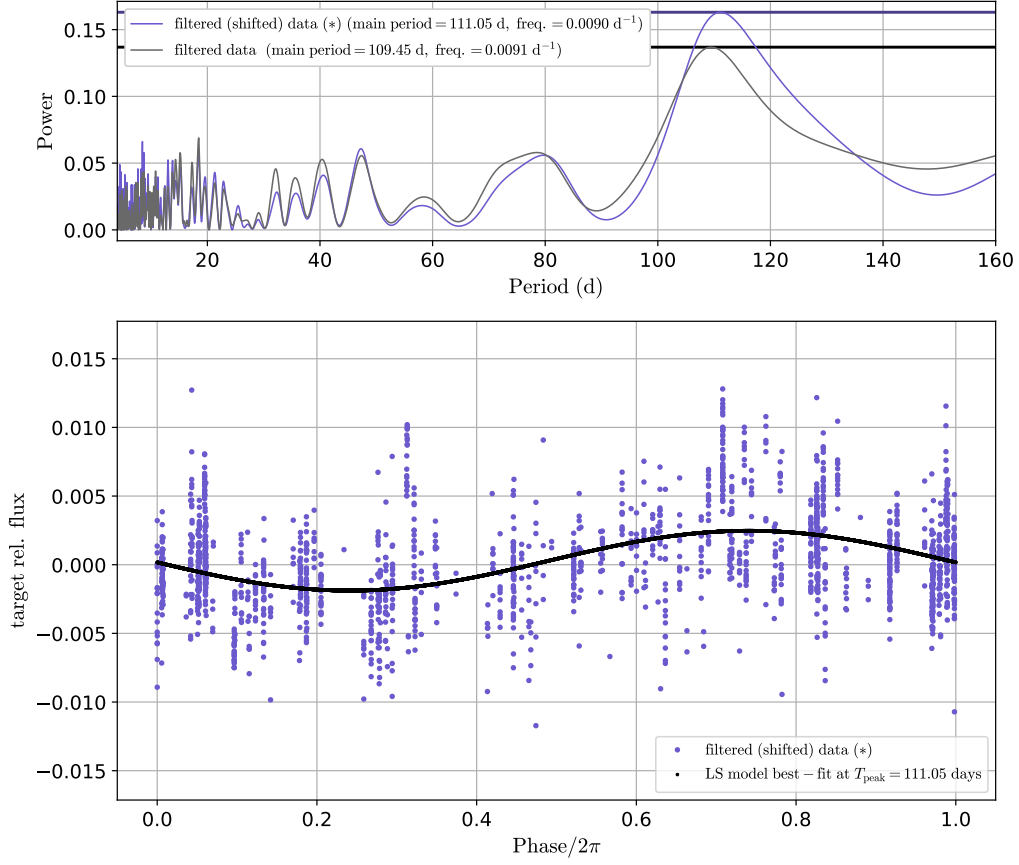 0.15
0.10
0.05
0.00
Power
filtered (shifted) data (∗) (main period = 111.05 d, freq. = 0.0090 d⁻¹)
filtered data (main period = 109.45 d, freq. = 0.0091 d⁻¹)
20 40 60 80 100 120 140 160
Period (d)
0.015
0.010
0.005
0.000
−0.005
−0.010
−0.015
target rel. flux
filtered (shifted) data (∗)
LS model best − fit at Tpeak = 111.05 days
0.0 0.2 0.4 0.6 0.8 1.0
Phase/2π